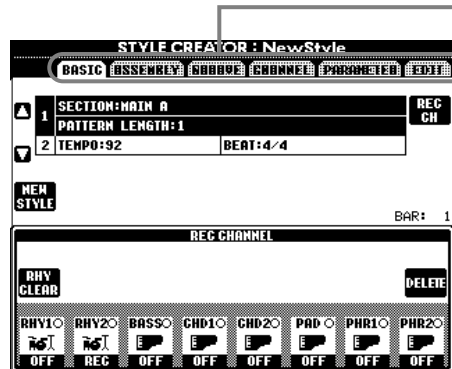 STYLE CREATOR : NewStyle
BASIC ASSEMBLY GROOVE CHANNEL PARAMETER EDIT
1 SECTION:MAIN A
PATTERN LENGTH:1
REC CH
2 TEMPO:92 BEAT:4/4
NEW STYLE
BAR: 1
REC CHANNEL
RHY CLEAR
DELETE
RHY1 RHY2 BASS CHD1 CHD2 PAD PHR1 PHR2
OFF REC OFF OFF OFF OFF OFF OFF